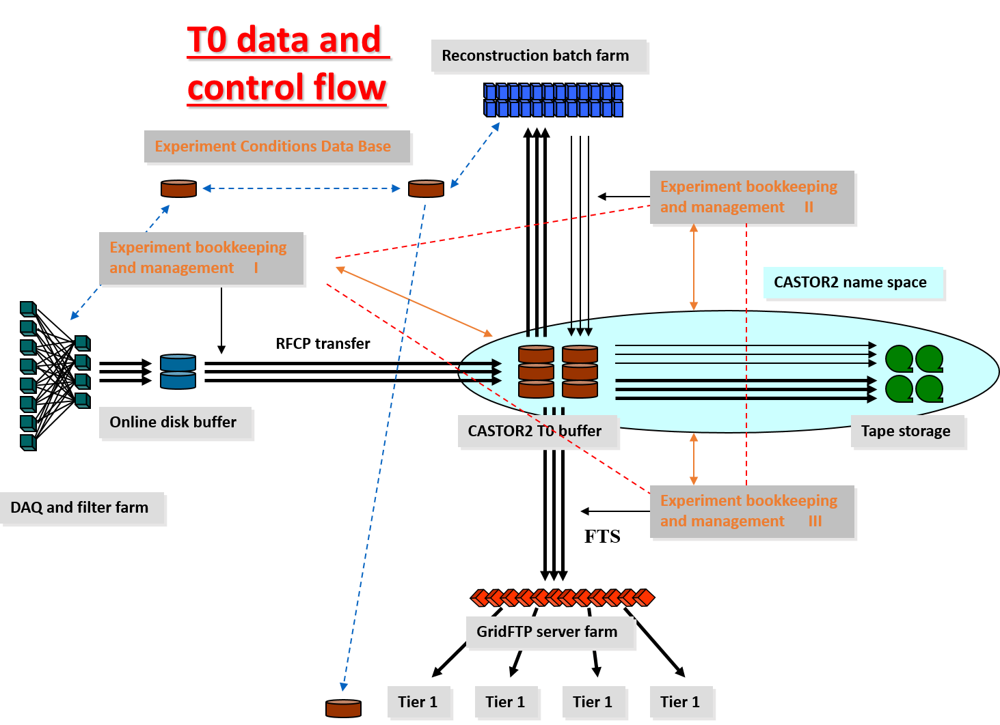 T0 data and
control flow
Reconstruction batch farm
Experiment Conditions Data Base
Experiment bookkeeping
and management II
Experiment bookkeeping
and management I
CASTOR2 name space
RFCP transfer
Online disk buffer
CASTOR2 T0 buffer
Tape storage
DAQ and filter farm
Experiment bookkeeping
and management III
FTS
GridFTP server farm
Tier 1
Tier 1
Tier 1
Tier 1